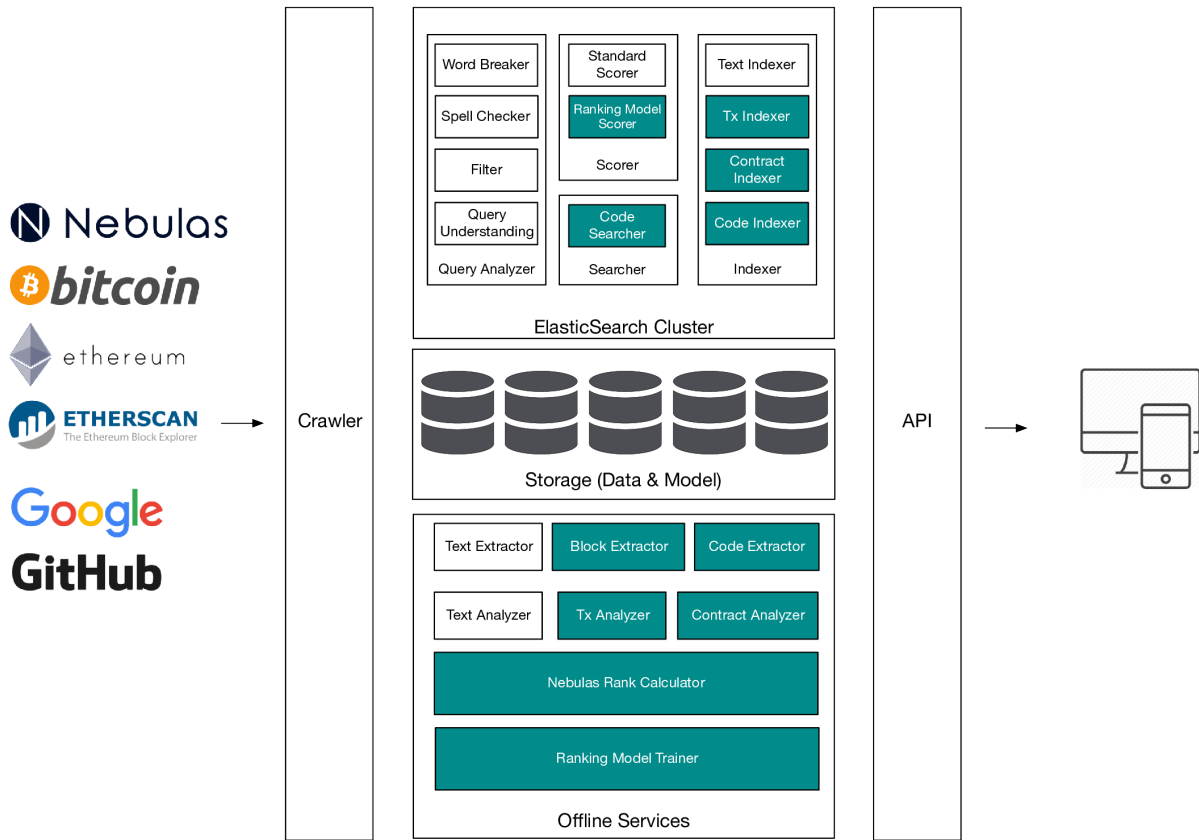 Nebulas
bitcoin
ethereum
ETHERSCAN
The Ethereum Block Explorer
Google
GitHub
Crawler
Word Breaker
Spell Checker
Filter
Query
Understanding
Query Analyzer
Standard
Scorer
Ranking Model
Scorer
Scorer
Code
Searcher
Searcher
Text Indexer
Tx Indexer
Contract
Indexer
Code Indexer
Indexer
ElasticSearch Cluster
Storage (Data & Model)
Text Extractor
Block Extractor
Code Extractor
Text Analyzer
Tx Analyzer
Contract Analyzer
Nebulas Rank Calculator
Ranking Model Trainer
Offline Services
API